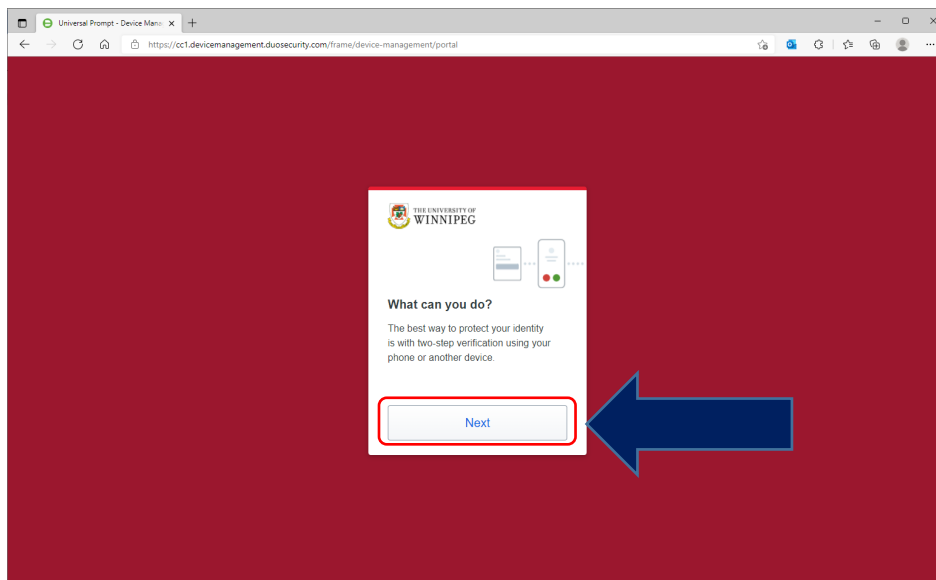 Universal Prompt - Device Mana
https://cc1.devicemanagement.duosecurity.com/frame/device-management/portal
THE UNIVERSITY OF
WINNIPEG
What can you do?
The best way to protect your identity
is with two-step verification using your
phone or another device.
Next